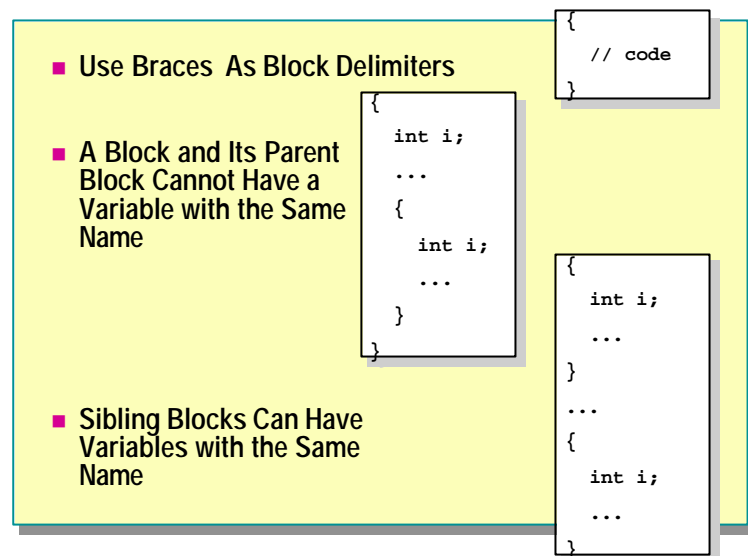 Use Braces As Block Delimiters
{
// code
}
A Block and Its Parent
Block Cannot Have a
Variable with the Same
Name
{
int i;
...
{
int i;
...
}
}
Sibling Blocks Can Have
Variables with the Same
Name
{
int i;
...
}
...
{
int i;
...
}